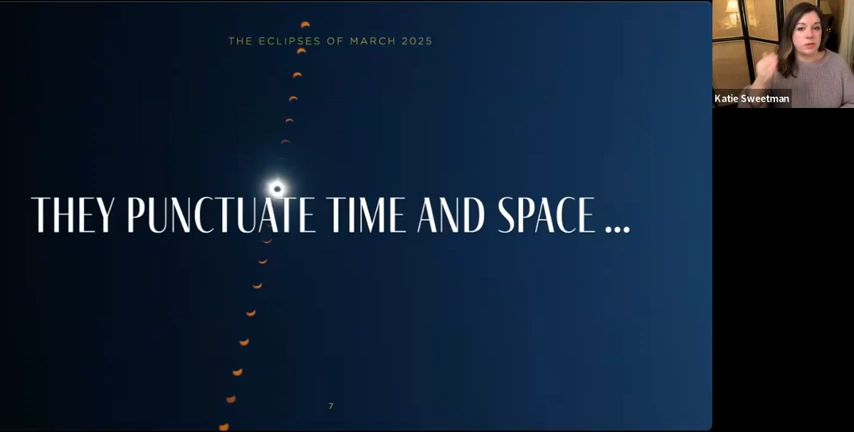 THE ECLIPSES OF MARCH 2025
Katie Sweetman
THEY PUNCTUATE TIME AND SPACE ...
7